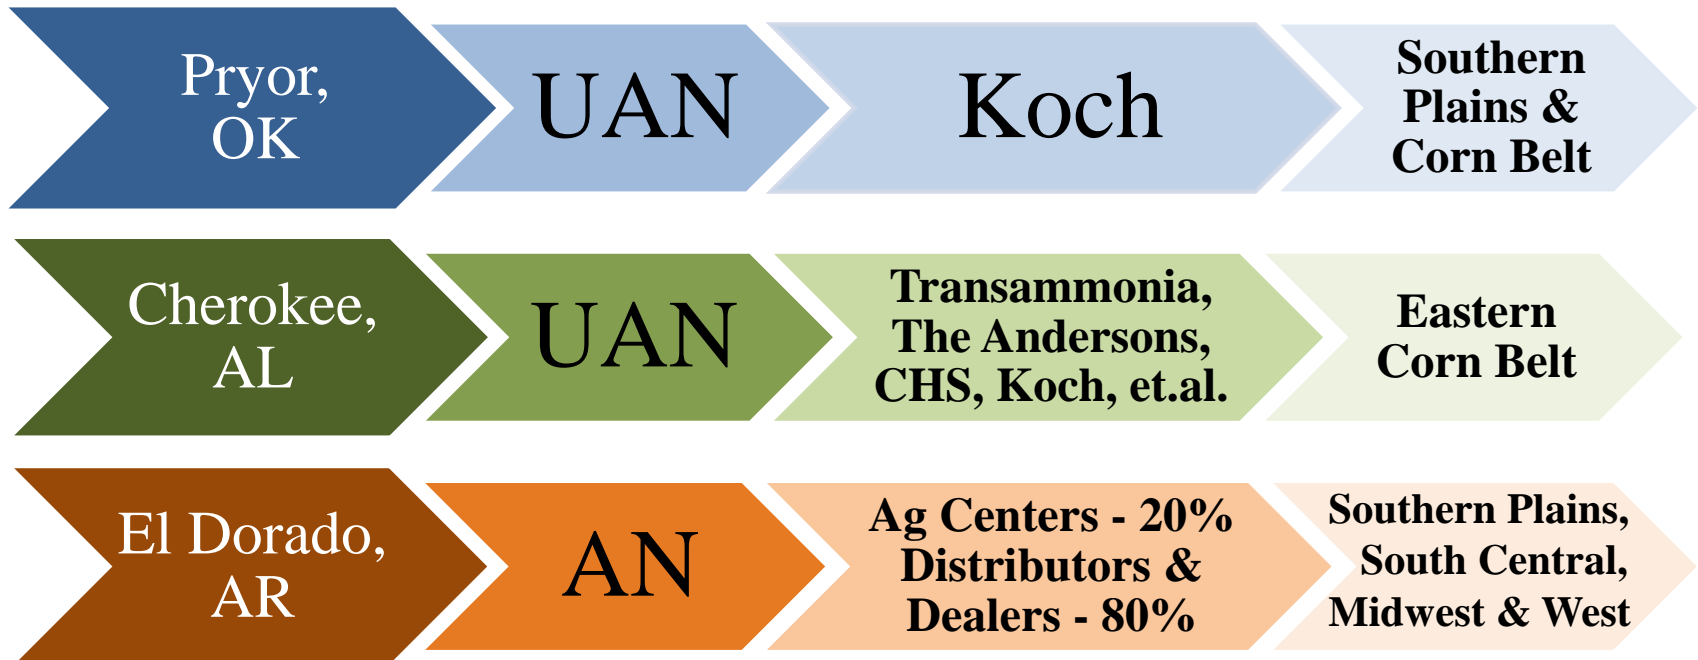 Pryor,
OK
UAN
Koch
Southern
Plains &
Corn Belt
Cherokee,
AL
UAN
Transammonia,
The Andersons,
CHS, Koch, et.al.
Eastern
Corn Belt
El Dorado,
AR
AN
Ag Centers - 20%
Distributors &
Dealers - 80%
Southern Plains,
South Central,
Midwest & West